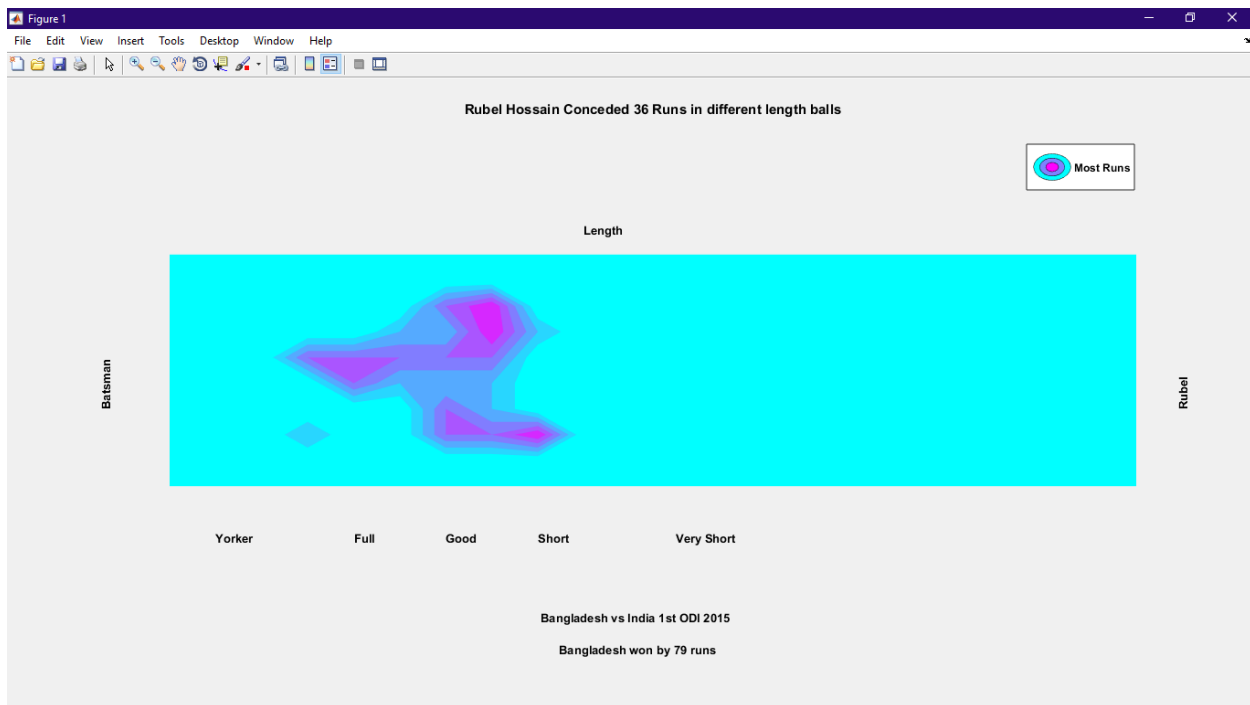 Figure 1
File Edit View Insert Tools Desktop Window Help
Rubel Hossain Conceded 36 Runs in different length balls
Most Runs
Length
Batsman
Rubel
Yorker Full Good Short Very Short
Bangladesh vs India 1st ODI 2015
Bangladesh won by 79 runs